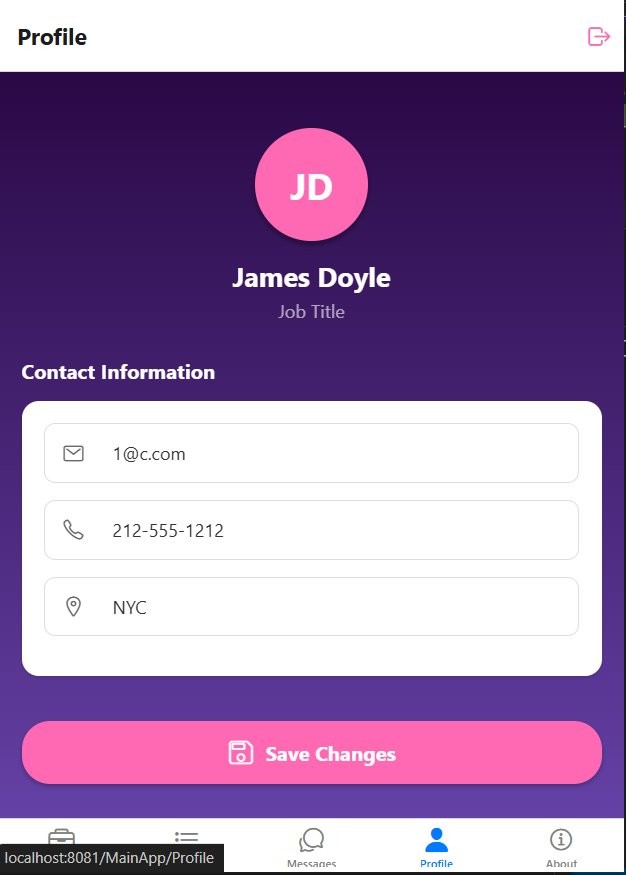 Profile
JD
James Doyle
Job Title
Contact Information
1@c.com
212-555-1212
NYC
Save Changes
Messages
Profile
About
localhost:8081/MainApp/Profile